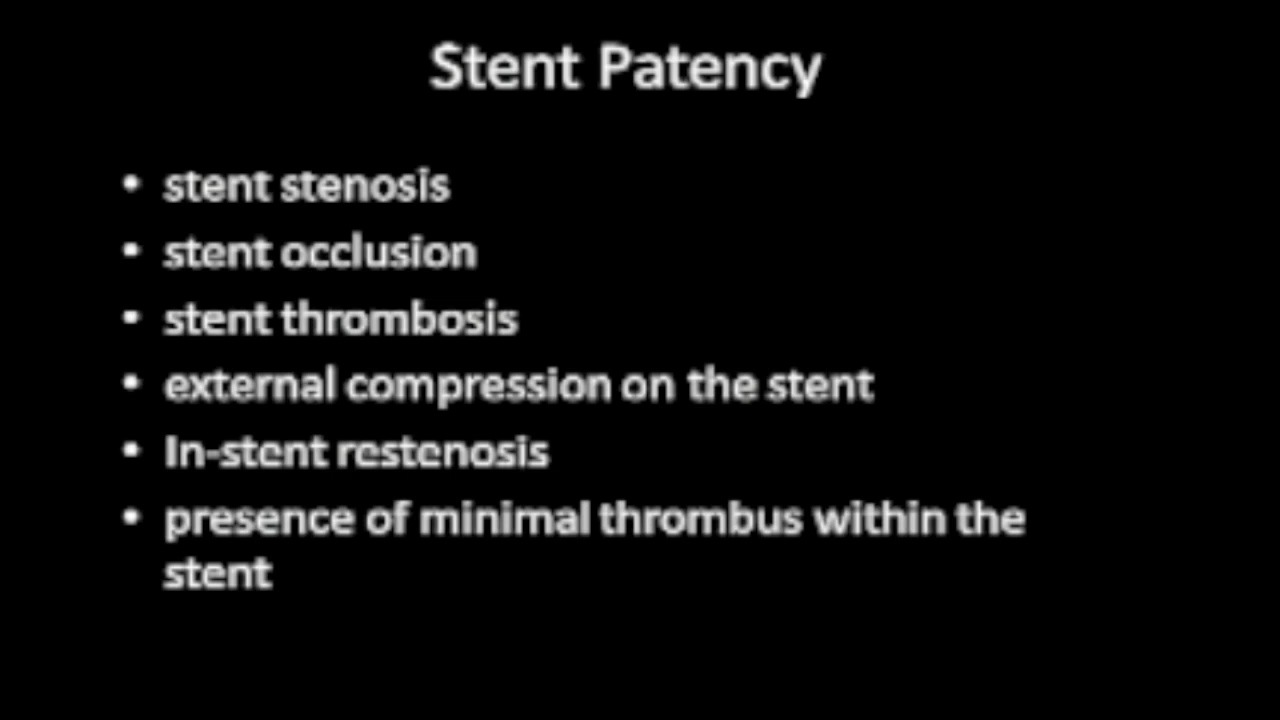 Stent Patency
• stent stenosis
• stent occlusion
• stent thrombosis
• external compression on the stent
• In-stent restenosis
• presence of minimal thrombus within the
stent